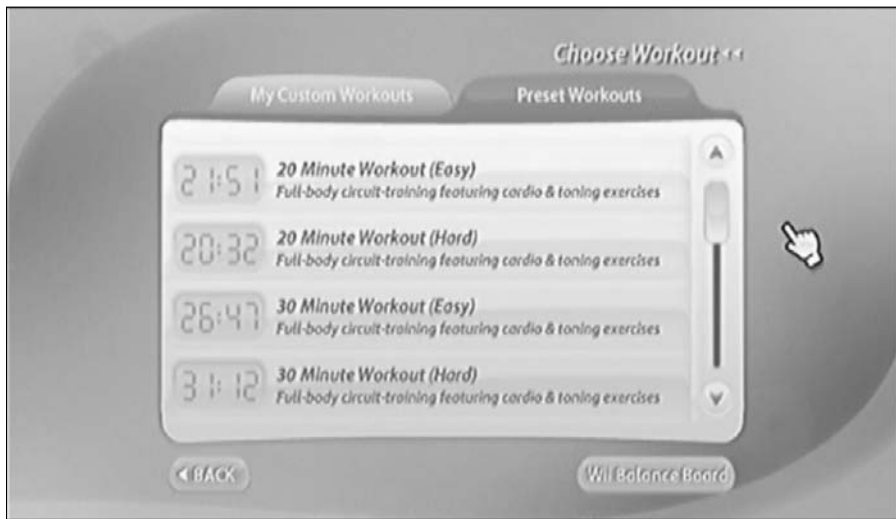 Choose Workout
My Custom Workouts
Preset Workouts
21:51
20 Minute Workout (Easy)
Full-body circuit-training featuring cardio & toning exercises
20:32
20 Minute Workout (Hard)
Full-body circuit-training featuring cardio & toning exercises
26:47
30 Minute Workout (Easy)
Full-body circuit-training featuring cardio & toning exercises
31:12
30 Minute Workout (Hard)
Full-body circuit-training featuring cardio & toning exercises
BACK
Wii Balance Board